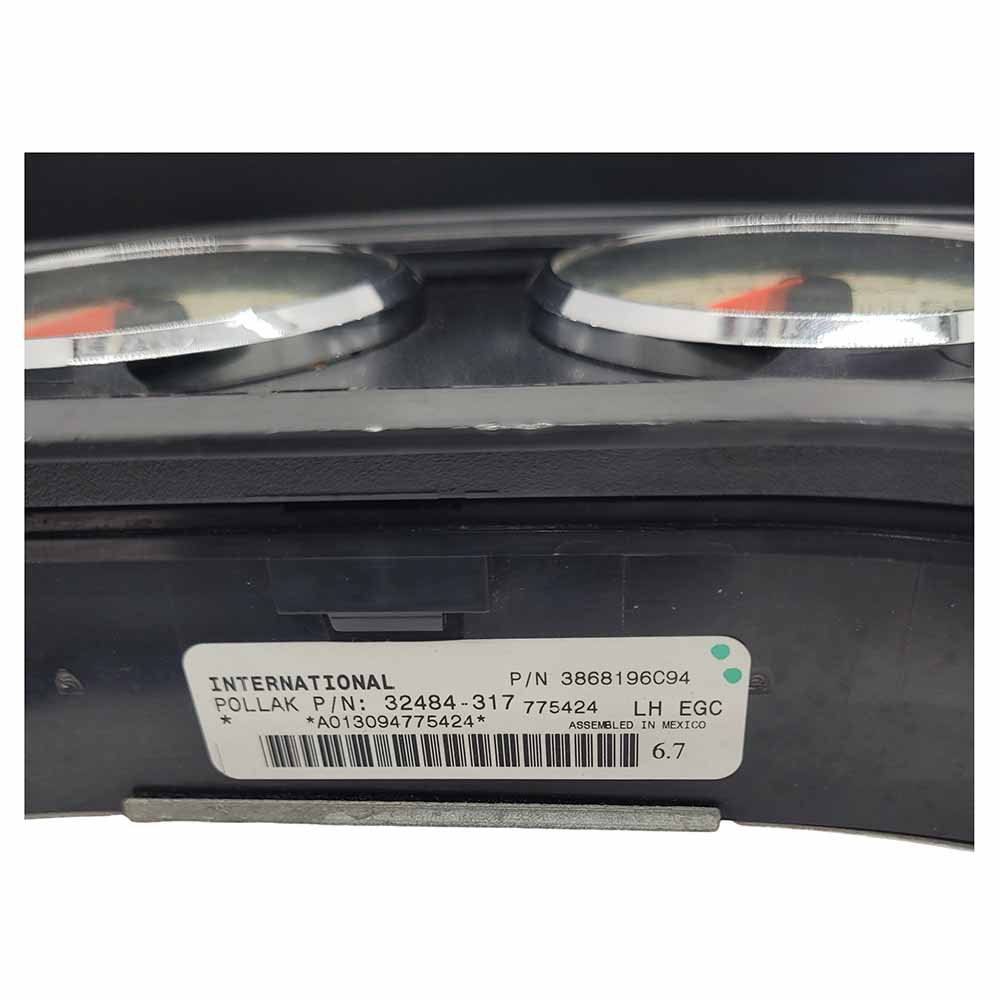 INTERNATIONAL P/N 3868196C94
POLLAK P/N: 32484-317 775424 LH EGC
* *A013094775424* ASSEMBLED IN MEXICO
6.7